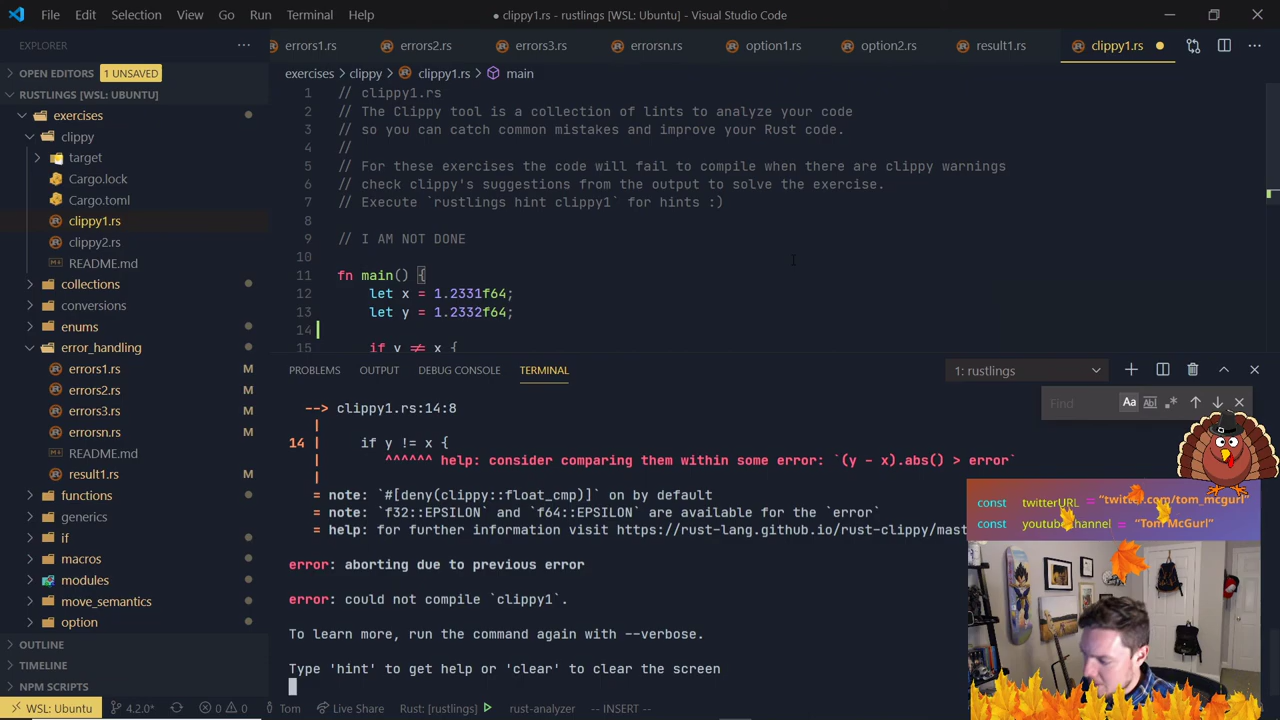 File Edit Selection View Go Run Terminal Help
● clippy1.rs - rustlings [WSL: Ubuntu] - Visual Studio Code
EXPLORER
OPEN EDITORS 1 UNSAVED
RUSTLINGS [WSL: UBUNTU]
exercises
clippy
target
Cargo.lock
Cargo.toml
clippy1.rs
clippy2.rs
README.md
collections
conversions
enums
error_handling
errors1.rs M
errors2.rs M
errors3.rs M
errorsn.rs M
README.md
result1.rs M
functions
generics
if
macros
modules
move_semantics
option
OUTLINE
TIMELINE
NPM SCRIPTS
errors1.rs errors2.rs errors3.rs errorsn.rs option1.rs option2.rs result1.rs clippy1.rs ●
exercises > clippy > clippy1.rs > main
1 // clippy1.rs
2 // The Clippy tool is a collection of lints to analyze your code
3 // so you can catch common mistakes and improve your Rust code.
4 //
5 // For these exercises the code will fail to compile when there are clippy warnings
6 // check clippy's suggestions from the output to solve the exercise.
7 // Execute `rustlings hint clippy1` for hints :)
8
9 // I AM NOT DONE
10
11 fn main() {
12 let x = 1.2331f64;
13 let y = 1.2332f64;
14
15 if y ≠ x {
PROBLEMS OUTPUT DEBUG CONSOLE TERMINAL
1: rustlings
Find Aa Abl .*
--> clippy1.rs:14:8
|
14 | if y != x {
| ^^^^^^ help: consider comparing them within some error: `(y - x).abs() > error`
|
= note: `#[deny(clippy::float_cmp)]` on by default
= note: `f32::EPSILON` and `f64::EPSILON` are available for the `error`
= help: for further information visit https://rust-lang.github.io/rust-clippy/mast
error: aborting due to previous error
error: could not compile `clippy1`.
To learn more, run the command again with --verbose.
Type 'hint' to get help or 'clear' to clear the screen
const twitterURL = "twitter.com/tom_mcgurl"
const youtubeChannel = "Tom McGurl"
WSL: Ubuntu 4.2.0* 0 0 Tom Live Share Rust: [rustlings] rust-analyzer -- INSERT --